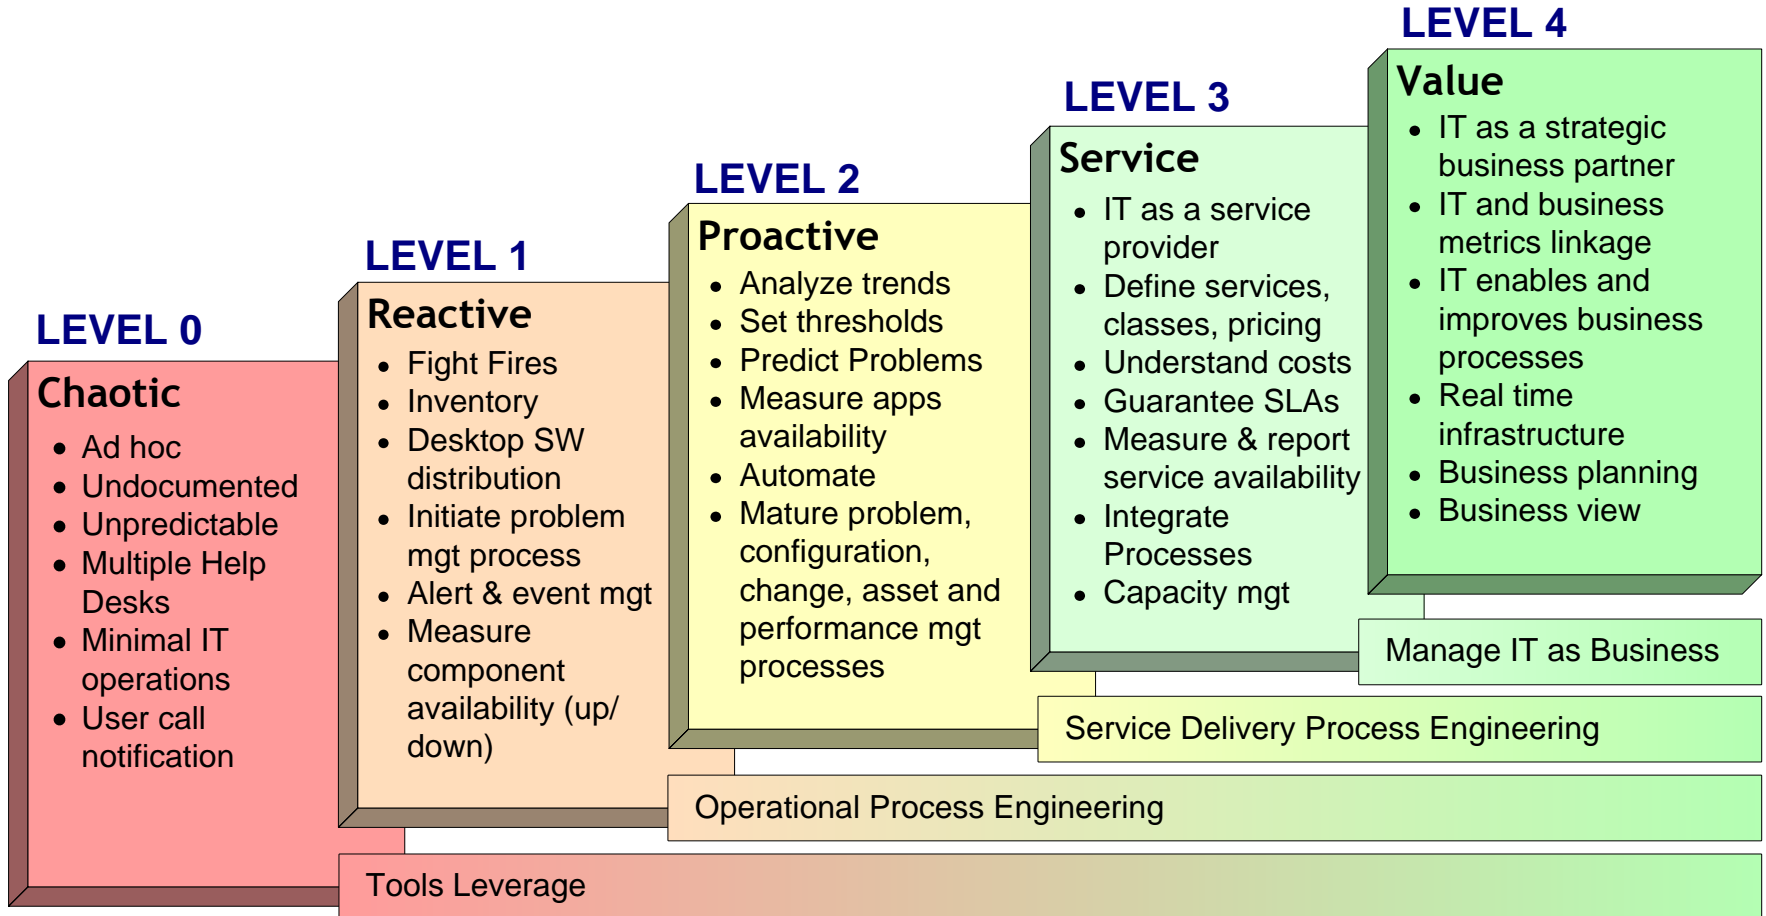 LEVEL 0
Chaotic
• Ad hoc
• Undocumented
• Unpredictable
• Multiple Help
Desks
• Minimal IT
operations
• User call
notification
LEVEL 1
Reactive
• Fight Fires
• Inventory
• Desktop SW
distribution
• Initiate problem
mgt process
• Alert & event mgt
• Measure
component
availability (up/
down)
LEVEL 2
Proactive
• Analyze trends
• Set thresholds
• Predict Problems
• Measure apps
availability
• Automate
• Mature problem,
configuration,
change, asset and
performance mgt
processes
LEVEL 3
Service
• IT as a service
provider
• Define services,
classes, pricing
• Understand costs
• Guarantee SLAs
• Measure & report
service availability
• Integrate
Processes
• Capacity mgt
LEVEL 4
Value
• IT as a strategic
business partner
• IT and business
metrics linkage
• IT enables and
improves business
processes
• Real time
infrastructure
• Business planning
• Business view
Manage IT as Business
Service Delivery Process Engineering
Operational Process Engineering
Tools Leverage